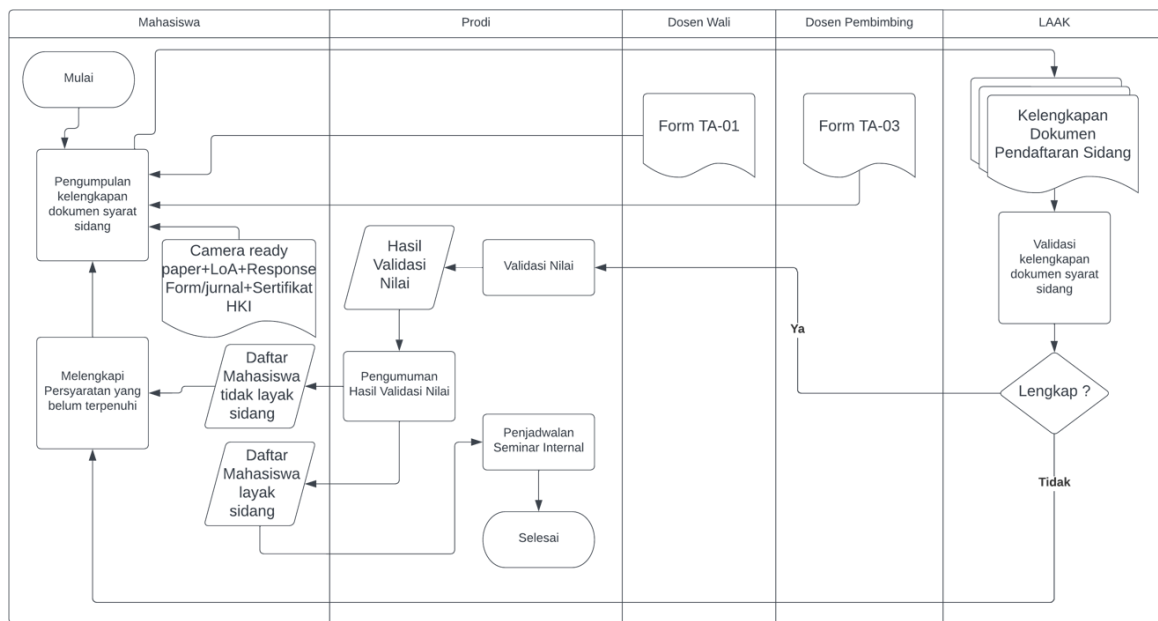 Mahasiswa
Prodi
Dosen Wali
Dosen Pembimbing
LAAK
Mulai
Form TA-01
Form TA-03
Kelengkapan
Dokumen
Pendaftaran Sidang
Pengumpulan
kelengkapan
dokumen syarat
sidang
Camera ready
paper+LoA+Response
Form/jurnal+Sertifikat
HKI
Hasil
Validasi
Nilai
Validasi Nilai
Validasi
kelengkapan
dokumen syarat
sidang
Ya
Melengkapi
Persyaratan yang
belum terpenuhi
Daftar
Mahasiswa
tidak layak
sidang
Pengumuman
Hasil Validasi Nilai
Lengkap ?
Daftar
Mahasiswa
layak
sidang
Penjadwalan
Seminar Internal
Tidak
Selesai